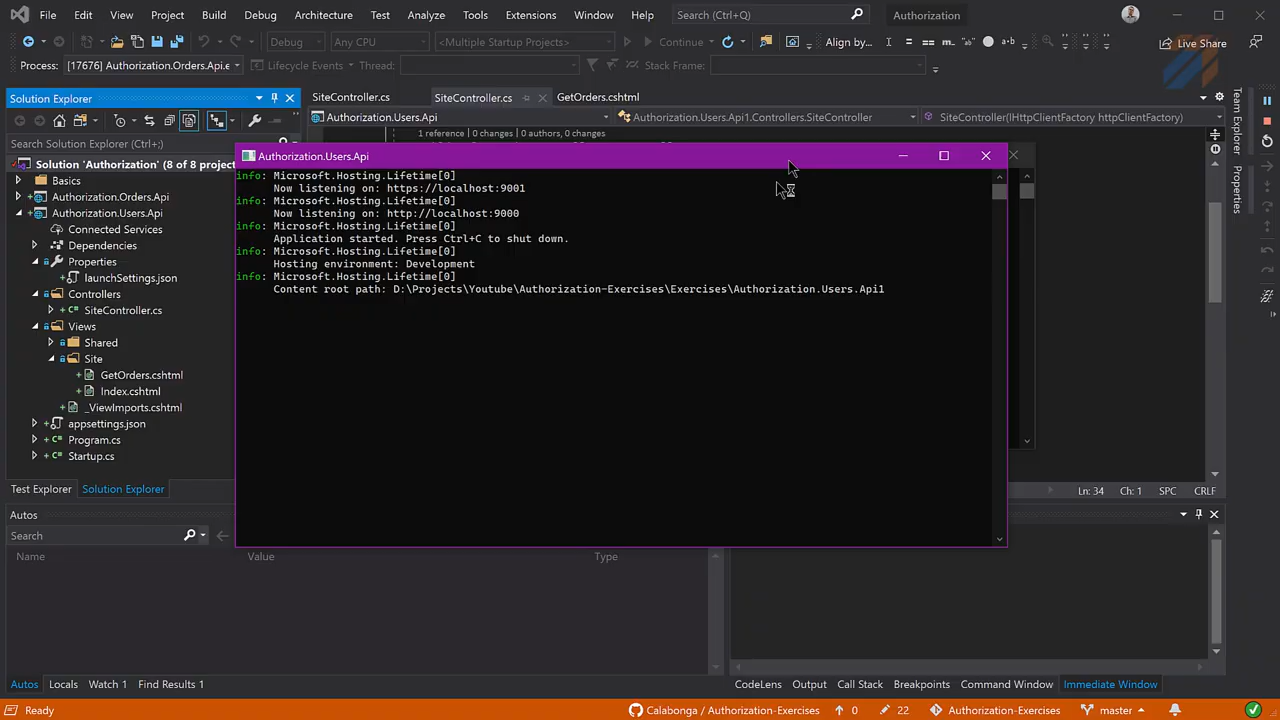 File Edit View Git Project Build Debug Architecture Test Analyze Tools Extensions Window Help Search (Ctrl+Q) Authorization
Debug Any CPU <Multiple Startup Projects> Continue Align by... Live Share
Process: [17676] Authorization.Orders.Api.e Lifecycle Events Thread: Stack Frame:
Solution Explorer
SiteController.cs SiteController.cs GetOrders.cshtml
Authorization.Users.Api Authorization.Users.Api1.Controllers.SiteController SiteController(IHttpClientFactory httpClientFactory)
1 reference | 0 changes | 0 authors, 0 changes
Search Solution Explorer (Ctrl+;)
Solution 'Authorization' (8 of 8 project
Basics
Authorization.Orders.Api
Authorization.Users.Api
Connected Services
Dependencies
Properties
launchSettings.json
Controllers
SiteController.cs
Views
Shared
Site
GetOrders.cshtml
Index.cshtml
_ViewImports.cshtml
appsettings.json
Program.cs
Startup.cs
Test Explorer Solution Explorer
Authorization.Users.Api
info: Microsoft.Hosting.Lifetime[0]
Now listening on: https://localhost:9001
info: Microsoft.Hosting.Lifetime[0]
Now listening on: http://localhost:9000
info: Microsoft.Hosting.Lifetime[0]
Application started. Press Ctrl+C to shut down.
info: Microsoft.Hosting.Lifetime[0]
Hosting environment: Development
info: Microsoft.Hosting.Lifetime[0]
Content root path: D:\Projects\Youtube\Authorization-Exercises\Exercises\Authorization.Users.Api1
Team Explorer
Properties
Ln: 34 Ch: 1 SPC CRLF
Autos
Search
Name Value Type
Autos Locals Watch 1 Find Results 1
CodeLens Output Call Stack Breakpoints Command Window Immediate Window
Ready Calabonga / Authorization-Exercises 0 22 Authorization-Exercises master